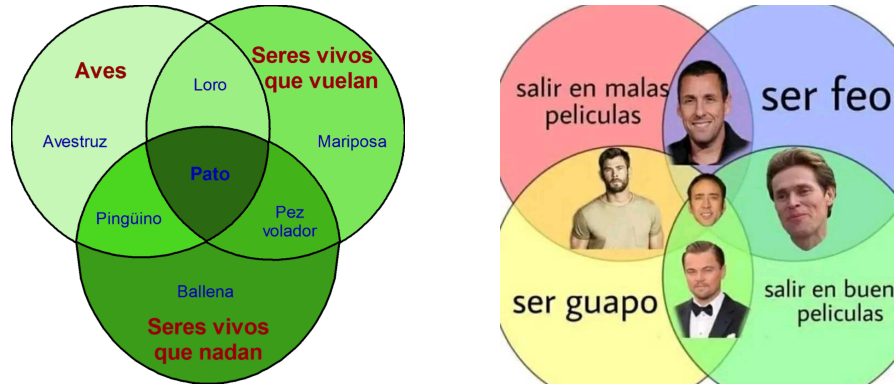 Aves
Seres vivos
que vuelan
Loro
Avestruz
Mariposa
Pato
Pingüino
Pez
volador
Ballena
Seres vivos
que nadan
salir en malas
peliculas
ser feo
ser guapo
salir en buen
peliculas